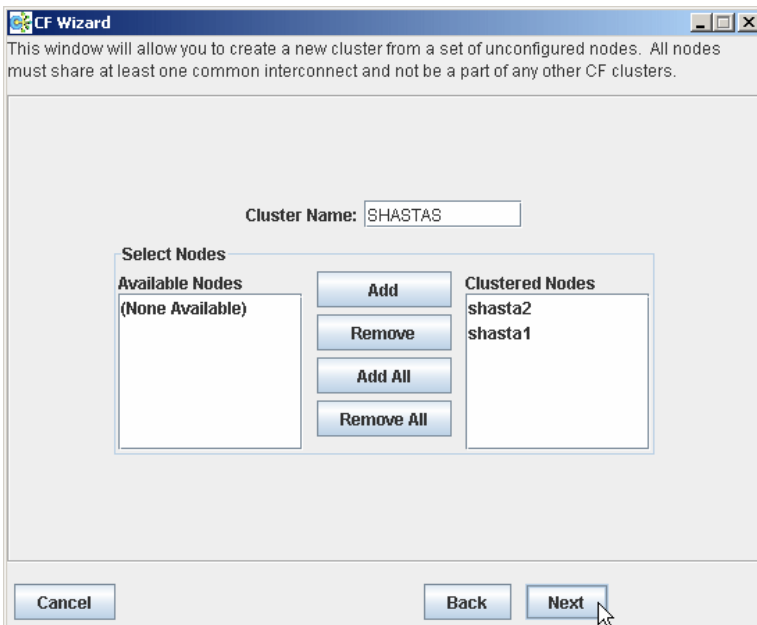 CF Wizard
This window will allow you to create a new cluster from a set of unconfigured nodes. All nodes
must share at least one common interconnect and not be a part of any other CF clusters.
Cluster Name: SHASTAS
Select Nodes
Available Nodes
(None Available)
Add
Remove
Add All
Remove All
Clustered Nodes
shasta2
shasta1
Cancel
Back
Next